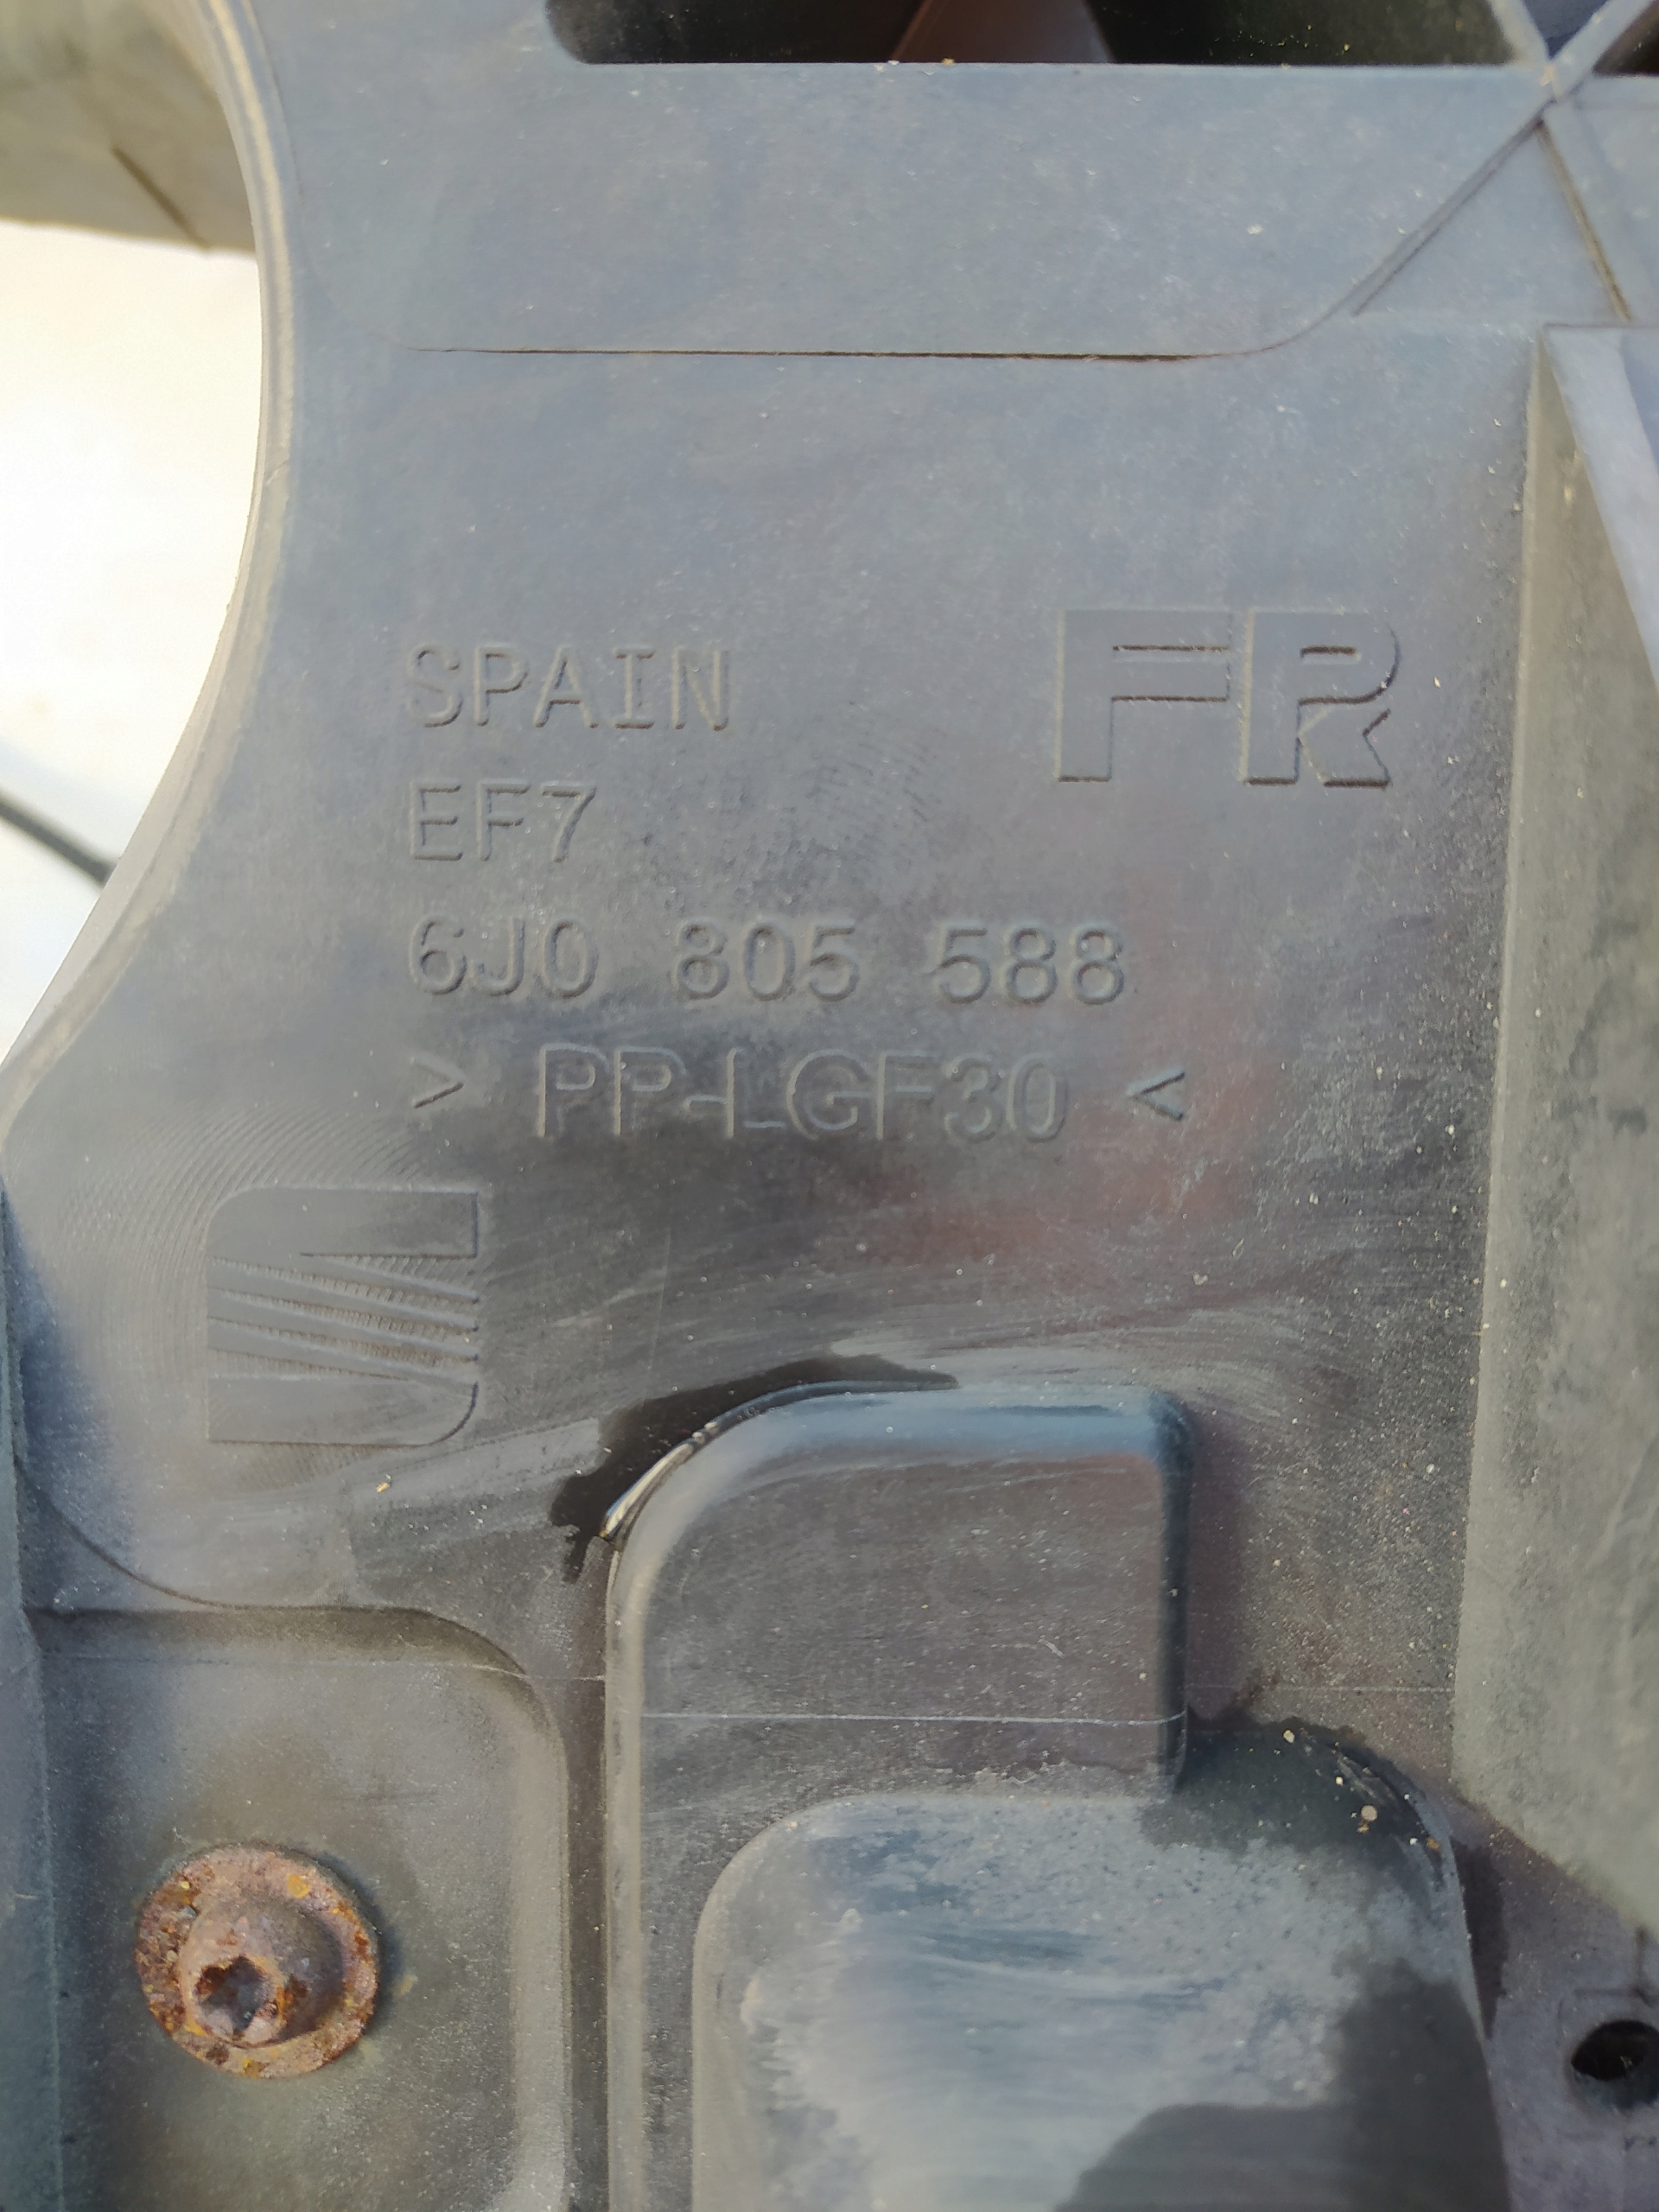 SPAIN
FR
EF7
6J0 805 588
> PP-LGF30 <